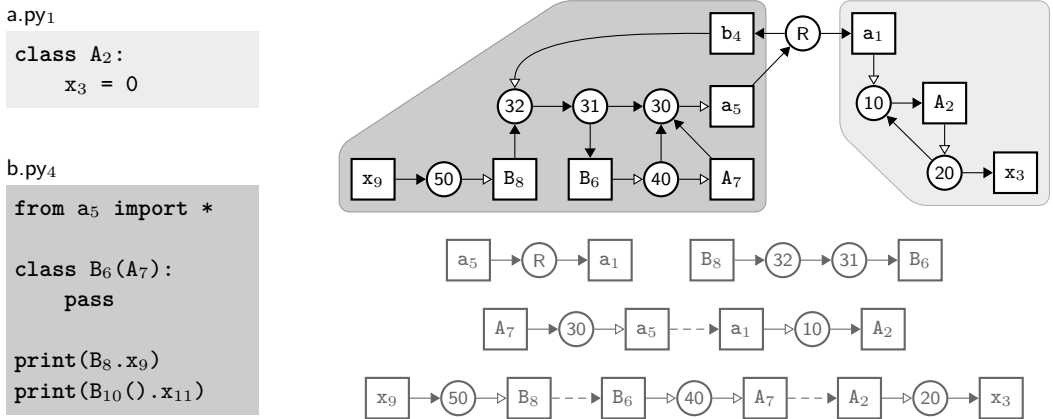 a.py₁
class A₂:
x₃ = 0
b.py₄
from a₅ import *
class B₆(A₇):
pass
print(B₈.x₉)
print(B₁₀().x₁₁)
b₄ R a₁
32 31 30 a₅ 10 A₂
x₉ 50 B₈ B₆ 40 A₇ 20 x₃
a₅ R a₁ B₈ 32 31 B₆
A₇ 30 a₅ a₁ 10 A₂
x₉ 50 B₈ B₆ 40 A₇ A₂ 20 x₃